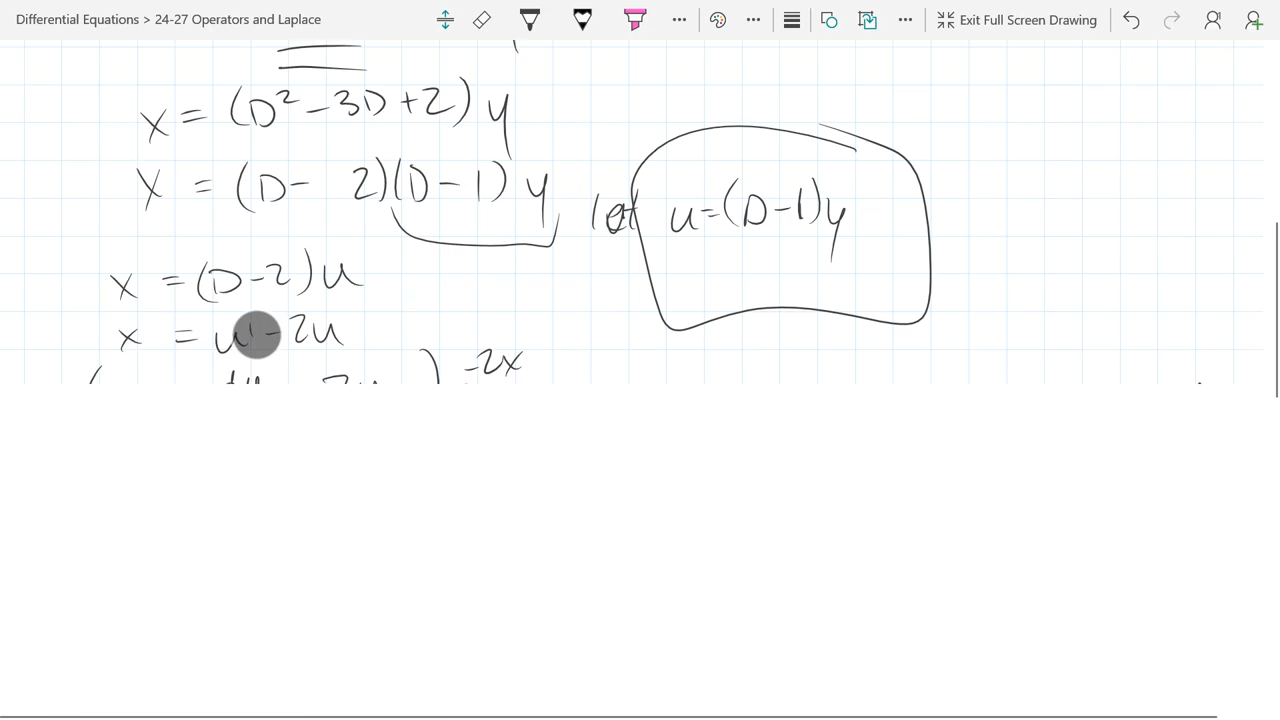 Differential Equations > 24-27 Operators and Laplace
Exit Full Screen Drawing
x = (D² - 3D + 2) y
x = (D - 2)(D - 1) y let u = (D - 1) y
x = (D - 2) u
x = u' - 2u
-2x